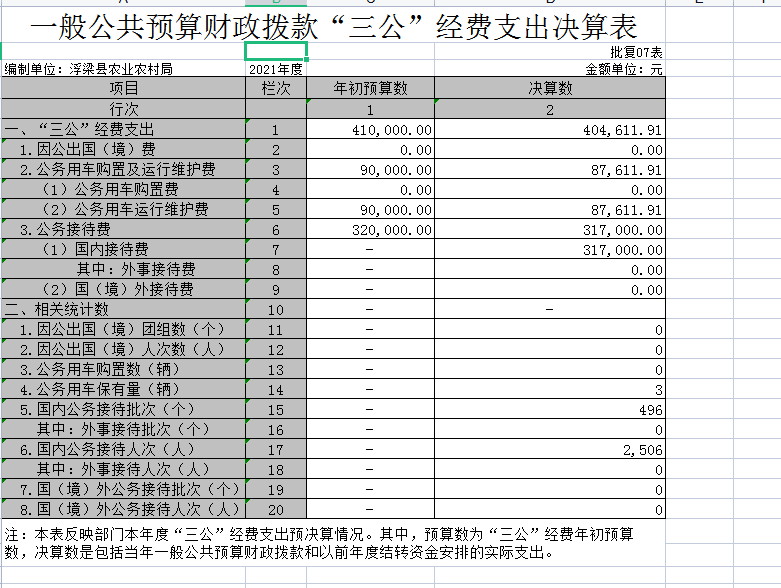 一般公共预算财政拨款“三公”经费支出决算表
批复07表
编制单位：浮梁县农业农村局 2021年度 金额单位：元
项目 栏次 年初预算数 决算数
行次 1 2
一、“三公”经费支出 1 410,000.00 404,611.91
1.因公出国（境）费 2 0.00 0.00
2.公务用车购置及运行维护费 3 90,000.00 87,611.91
（1）公务用车购置费 4 0.00 0.00
（2）公务用车运行维护费 5 90,000.00 87,611.91
3.公务接待费 6 320,000.00 317,000.00
（1）国内接待费 7 － 317,000.00
其中：外事接待费 8 － 0.00
（2）国（境）外接待费 9 － 0.00
二、相关统计数 10 － －
1.因公出国（境）团组数（个） 11 － 0
2.因公出国（境）人次数（人） 12 － 0
3.公务用车购置数（辆） 13 － 0
4.公务用车保有量（辆） 14 － 3
5.国内公务接待批次（个） 15 － 496
其中：外事接待批次（个） 16 － 0
6.国内公务接待人次（人） 17 － 2,506
其中：外事接待人次（人） 18 － 0
7.国（境）外公务接待批次（个） 19 － 0
8.国（境）外公务接待人次（人） 20 － 0
注：本表反映部门本年度“三公”经费支出预决算情况。其中，预算数为“三公”经费年初预算
数，决算数是包括当年一般公共预算财政拨款和以前年度结转资金安排的实际支出。